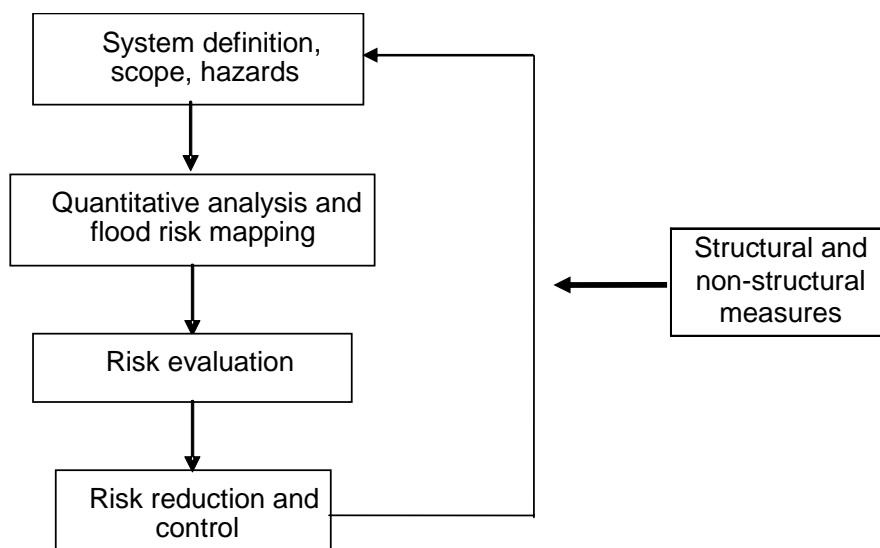 System definition,
scope, hazards
Quantitative analysis and
flood risk mapping
Risk evaluation
Risk reduction and
control
Structural and
non-structural
measures